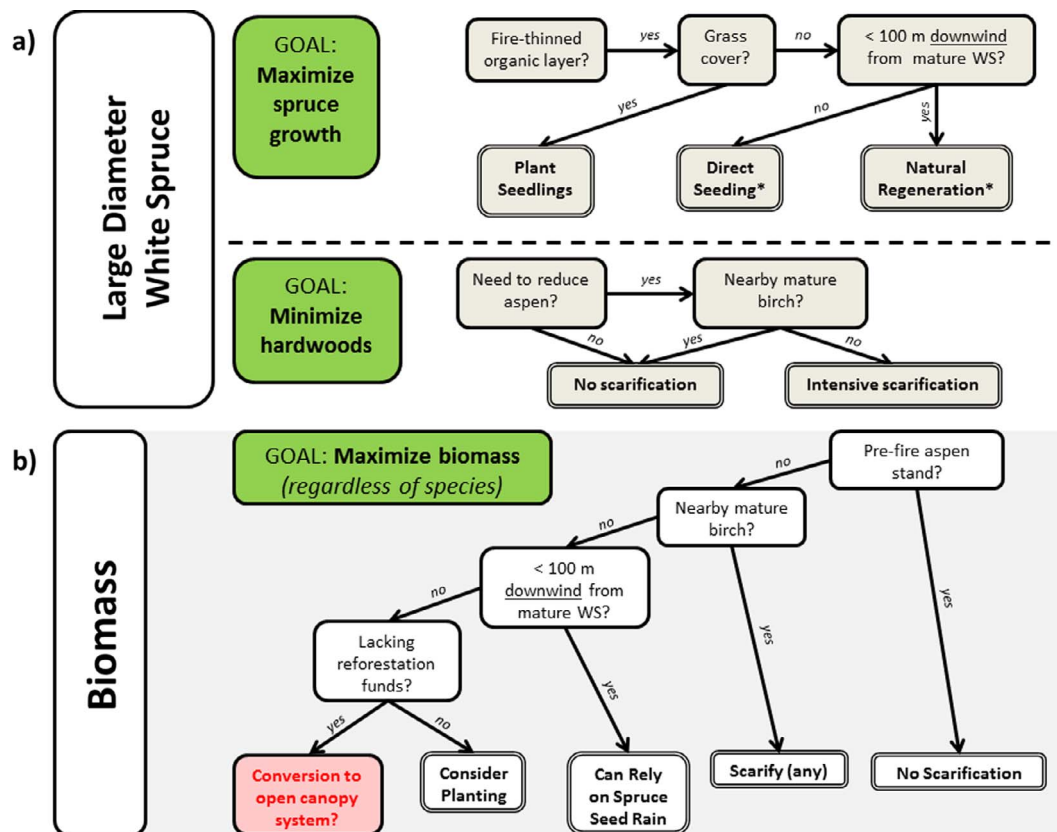 a)
Large Diameter
White Spruce
GOAL:
Maximize
spruce
growth
Fire-thinned
organic layer?
yes
Grass
cover?
no
< 100 m downwind
from mature WS?
yes
no
yes
Plant
Seedlings
Direct
Seeding*
Natural
Regeneration*
GOAL:
Minimize
hardwoods
Need to reduce
aspen?
yes
Nearby mature
birch?
no
yes
no
No scarification
Intensive scarification
b)
Biomass
GOAL: Maximize biomass
(regardless of species)
Pre-fire aspen
stand?
no
Nearby mature
birch?
no
< 100 m
downwind from
mature WS?
no
yes
yes
Lacking
reforestation
funds?
yes
yes
no
Conversion to
open canopy
system?
Consider
Planting
Can Rely
on Spruce
Seed Rain
Scarify (any)
No Scarification